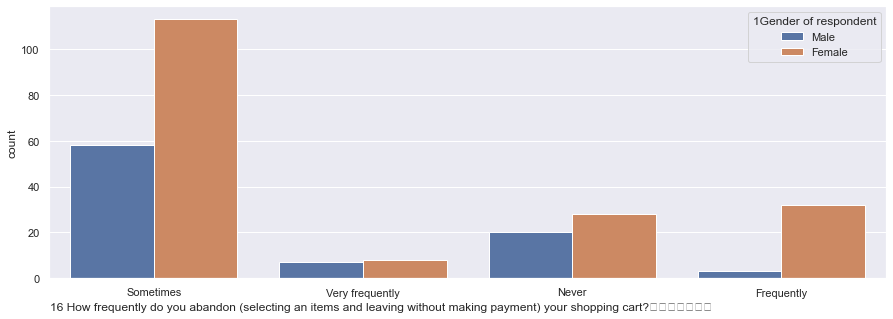 1Gender of respondent
Male
Female
100
80
60
40
20
0
count
Sometimes
Very frequently
Never
Frequently
16 How frequently do you abandon (selecting an items and leaving without making payment) your shopping cart?